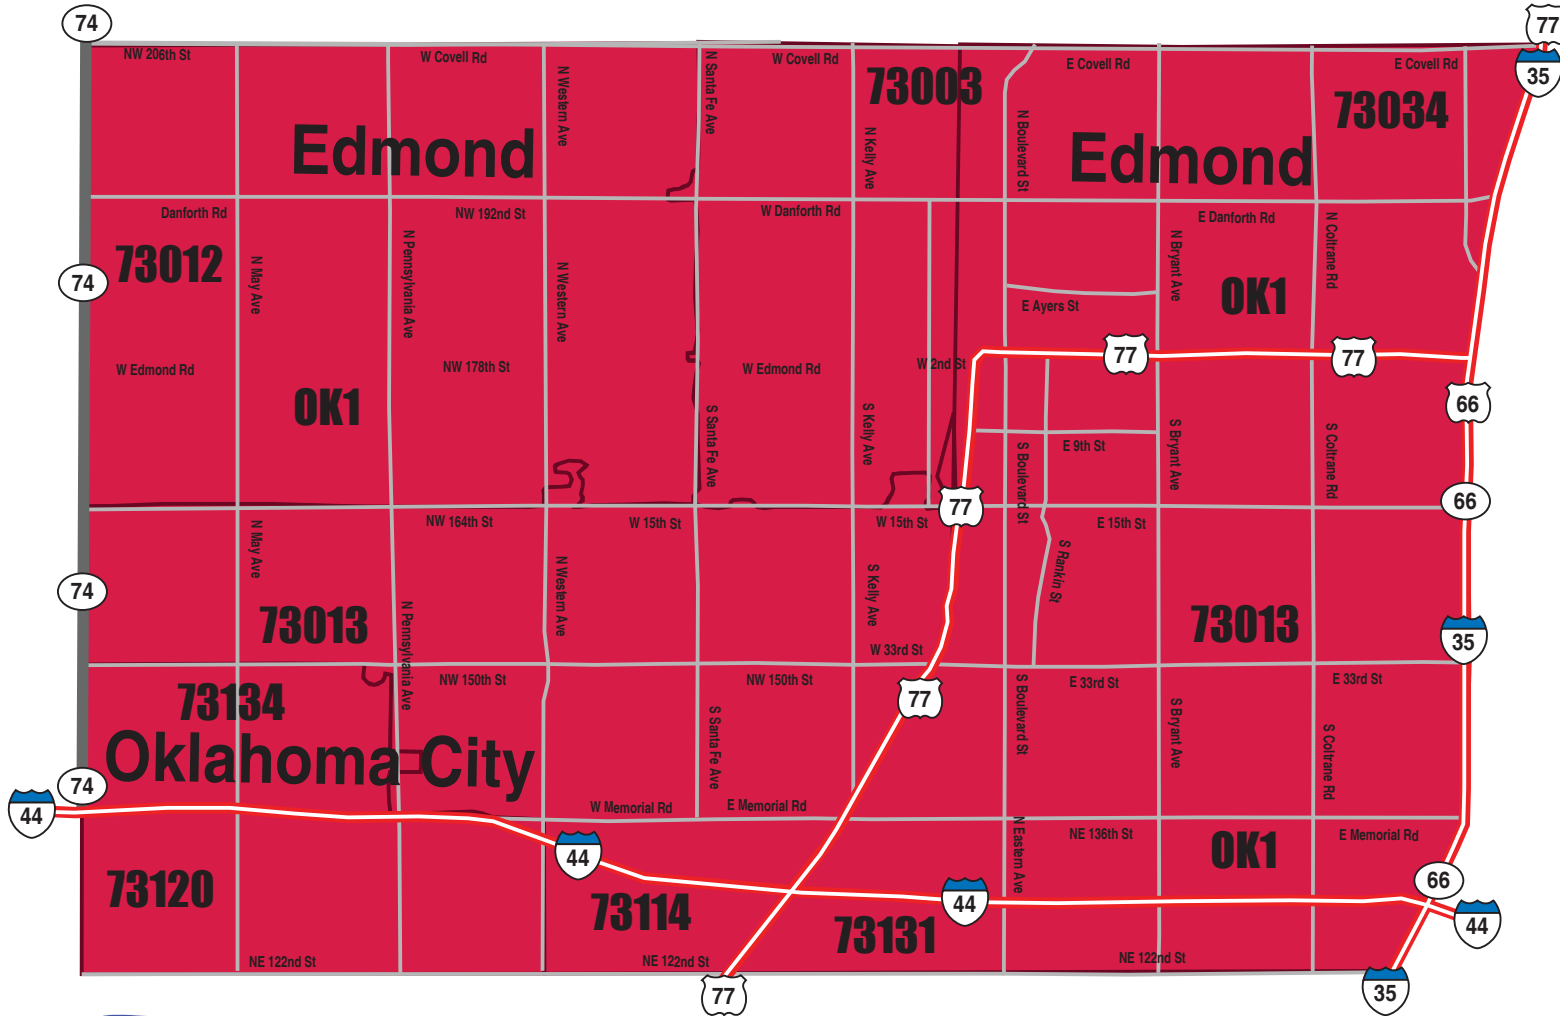 74
77
NW 206th St
W Covell Rd
W Covell Rd
E Covell Rd
E Covell Rd
35
N Western Ave
N Santa Fe Ave
73003
73034
N Kelly Ave
N Boulevard St
Edmond
Edmond
Danforth Rd
NW 192nd St
W Danforth Rd
E Danforth Rd
73012
N May Ave
N Pennsylvania Ave
N Western Ave
N Bryant Ave
N Coltrane Rd
74
OK1
E Ayers St
W Edmond Rd
NW 178th St
W Edmond Rd
W 2nd St
77
77
OK1
66
S Santa Fe Ave
S Kelly Ave
S Boulevard St
E 9th St
S Bryant Ave
S Coltrane Rd
77
66
NW 164th St
W 15th St
W 15th St
E 15th St
N May Ave
N Western Ave
S Kelly Ave
S Rankin St
74
73013
N Pennsylvania Ave
73013
35
W 33rd St
NW 150th St
NW 150th St
E 33rd St
E 33rd St
73134
77
S Santa Fe Ave
S Boulevard St
S Bryant Ave
S Coltrane Rd
Oklahoma City
74
44
W Memorial Rd
E Memorial Rd
NE 136th St
E Memorial Rd
N Eastern Ave
44
OK1
73120
73114
73131
44
66
44
NE 122nd St
NE 122nd St
NE 122nd St
77
35